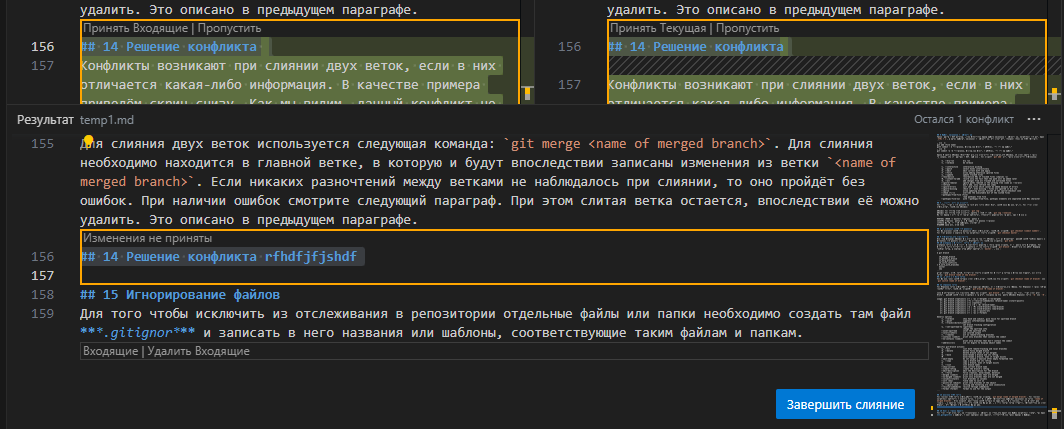 удалить. Это описано в предыдущем параграфе.
Принять Входящие | Пропустить
156 ## 14 Решение конфликта
157 Конфликты возникают при слиянии двух веток, если в них
отличается какая-либо информация. В качестве примера
удалить. Это описано в предыдущем параграфе.
Принять Текущая | Пропустить
156 ## 14 Решение конфликта
157 Конфликты возникают при слиянии двух веток, если в них
Результат temp1.md
Остался 1 конфликт ...
155 Для слияния двух веток используется следующая команда: `git merge <name of merged branch>`. Для слияния
необходимо находится в главной ветке, в которую и будут впоследствии записаны изменения из ветки `<name of
merged branch>`. Если никаких разночтений между ветками не наблюдалось при слиянии, то оно пройдёт без
ошибок. При наличии ошибок смотрите следующий параграф. При этом слитая ветка остается, впоследствии её можно
удалить. Это описано в предыдущем параграфе.
Изменения не приняты
156 ## 14 Решение конфликта rfhdfjfjshdf
157
158 ## 15 Игнорирование файлов
159 Для того чтобы исключить из отслеживания в репозитории отдельные файлы или папки необходимо создать там файл
***.gitignore*** и записать в него названия или шаблоны, соответствующие таким файлам и папкам.
Входящие | Удалить Входящие
Завершить слияние